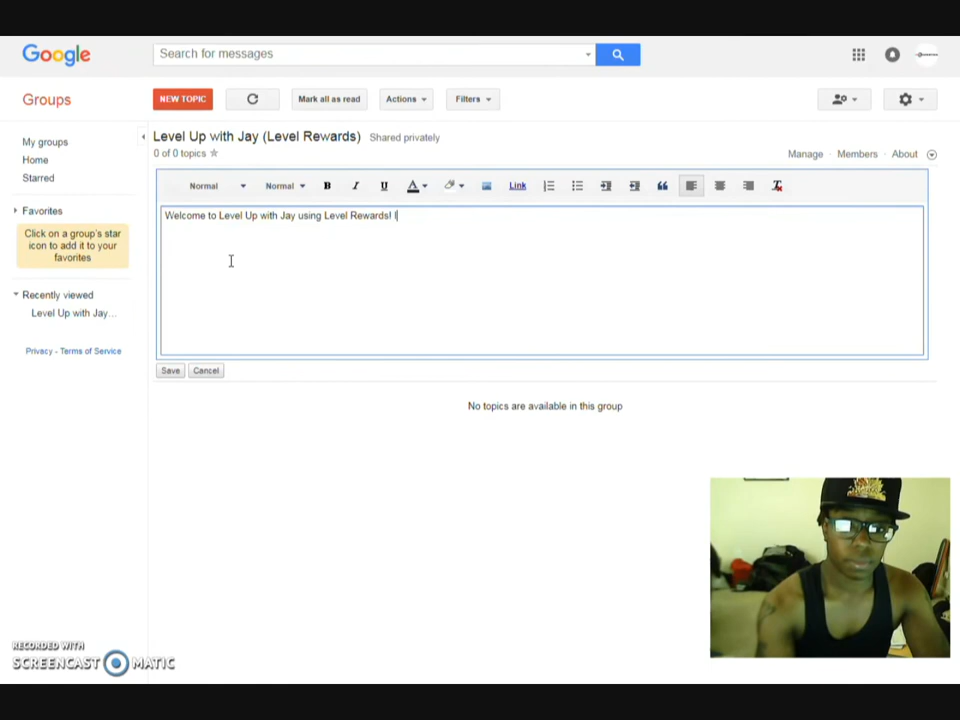 Google
Search for messages
Groups
NEW TOPIC
Mark all as read
Actions
Filters
My groups
Home
Starred
Favorites
Click on a group's star
icon to add it to your
favorites
Recently viewed
Level Up with Jay...
Privacy - Terms of Service
Level Up with Jay (Level Rewards) Shared privately
0 of 0 topics
Manage · Members · About
Normal Normal B I U A Link
Welcome to Level Up with Jay using Level Rewards! I
Save Cancel
No topics are available in this group
RECORDED WITH
SCREENCAST MATIC